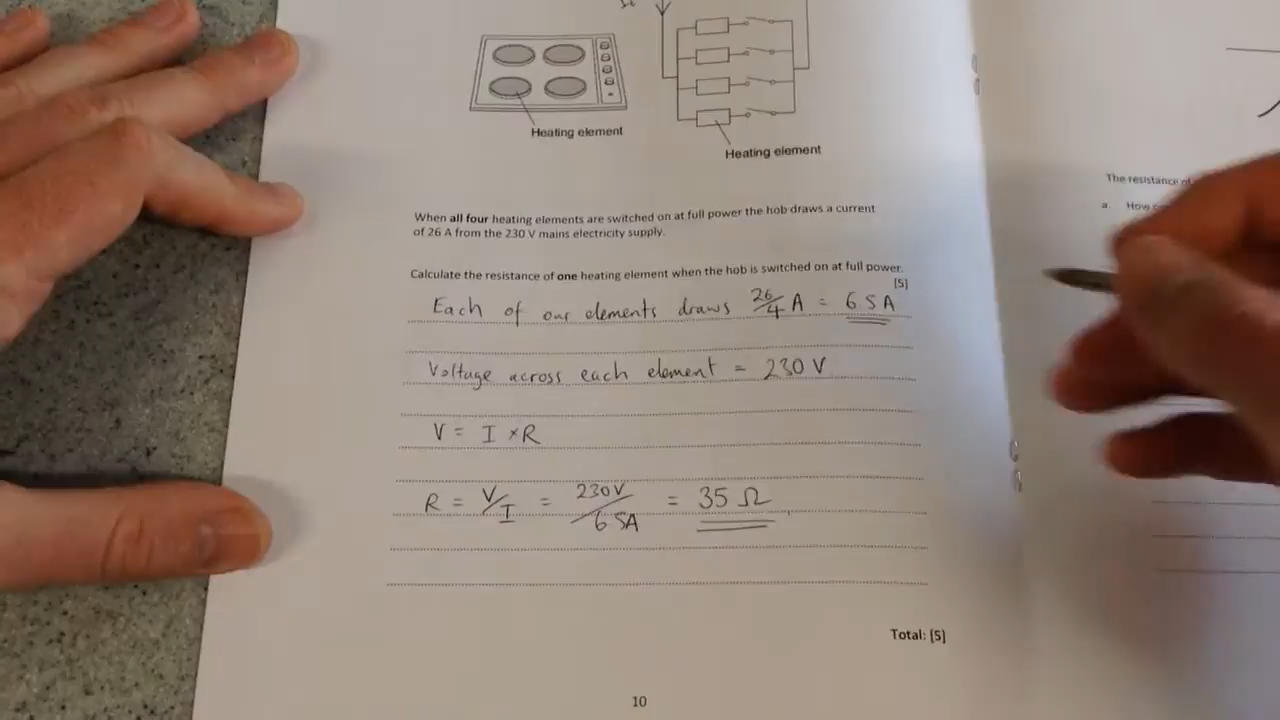 Heating element
Heating element
When all four heating elements are switched on at full power the hob draws a current
of 26 A from the 230 V mains electricity supply.
Calculate the resistance of one heating element when the hob is switched on at full power.
[5]
Each of our elements draws 26/4 A = 6.5 A
Voltage across each element = 230 V
V = I × R
R = V/I = 230V/6.5A = 35 Ω
Total: [5]
10
The resistance
a. How